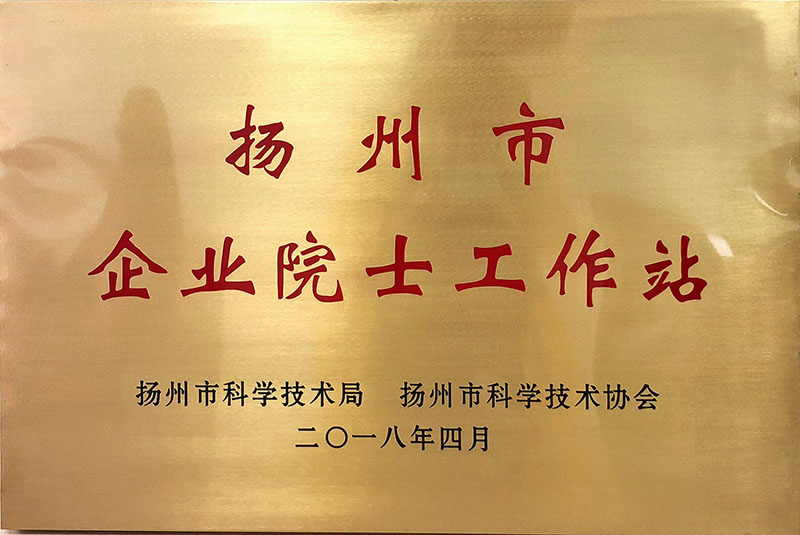 扬州市
企业院士工作站
扬州市科学技术局 扬州市科学技术协会
二〇一八年四月